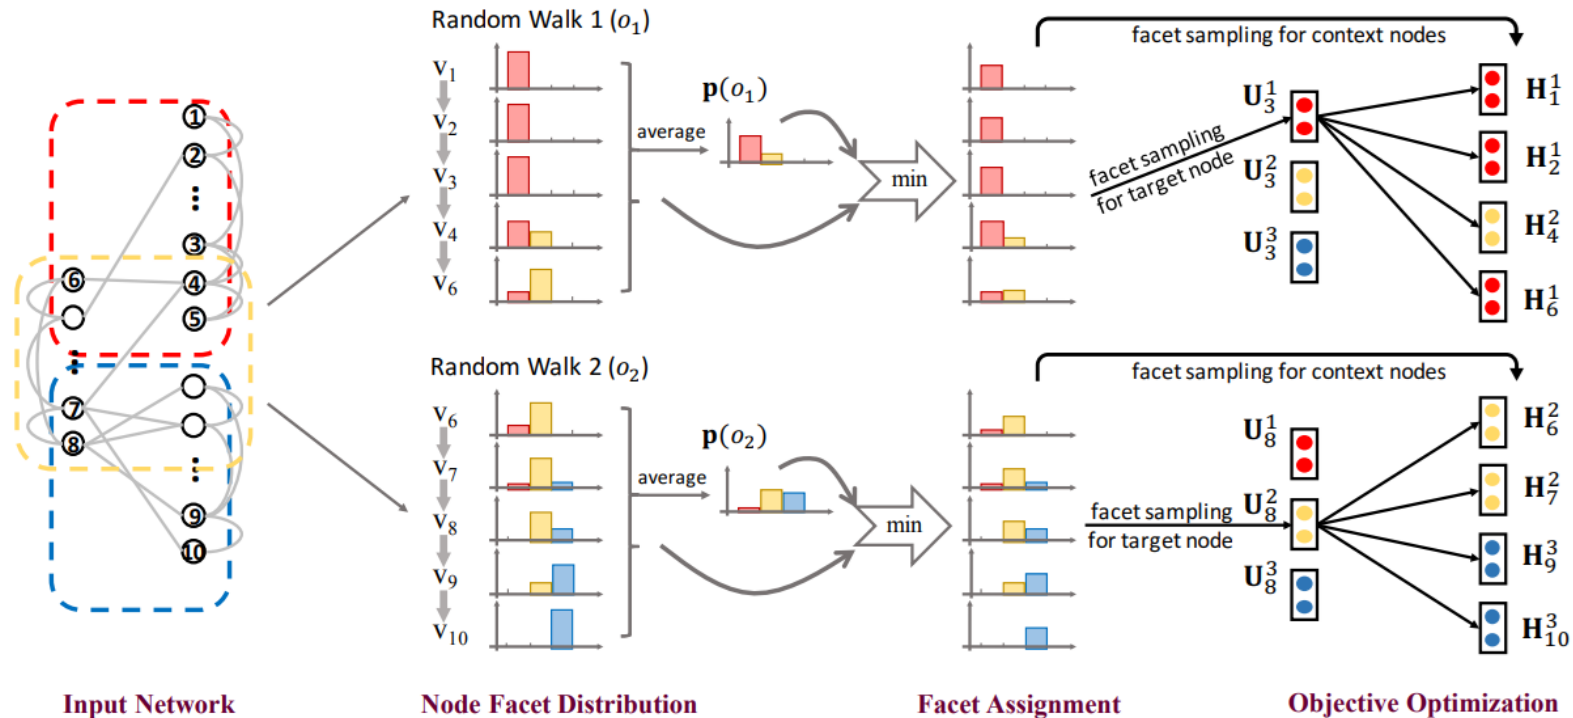 Random Walk 1 (o₁)
facet sampling for context nodes
v₁
v₂
v₃
v₄
v₆
average
p(o₁)
min
facet sampling
for target node
U₃¹
U₃²
U₃³
H₁¹
H₂¹
H₄²
H₆¹
1
2
3
4
5
6
7
8
9
10
Random Walk 2 (o₂)
facet sampling for context nodes
v₆
v₇
v₈
v₉
v₁₀
average
p(o₂)
min
facet sampling
for target node
U₈¹
U₈²
U₈³
H₆²
H₇²
H₉³
H₁₀³
Input Network
Node Facet Distribution
Facet Assignment
Objective Optimization